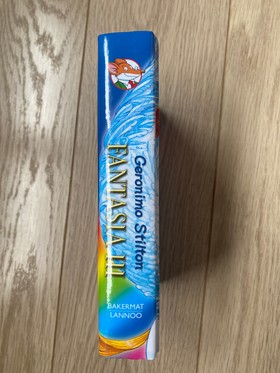 Geronimo Stilton
FANTASIA III
BAKERMAT
LANNOO